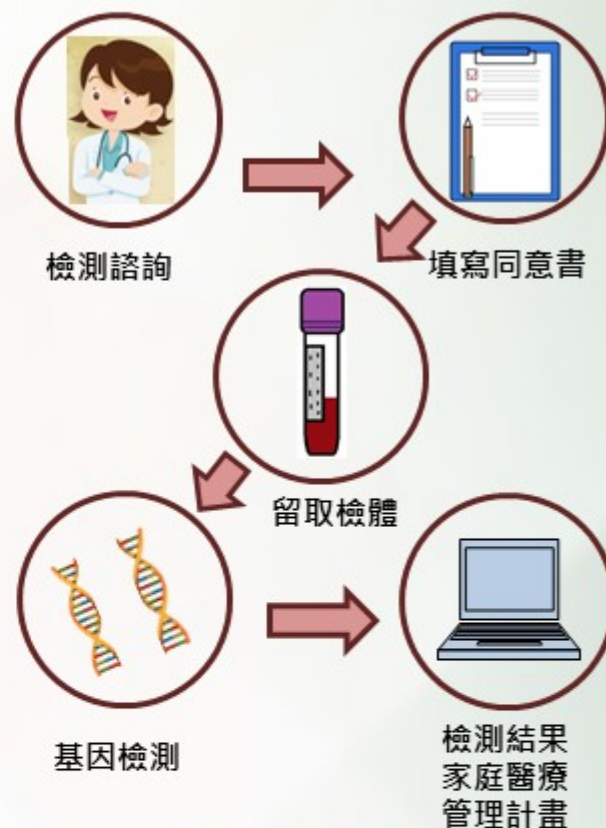 檢測諮詢
填寫同意書
留取檢體
基因檢測
檢測結果
家庭醫療
管理計畫